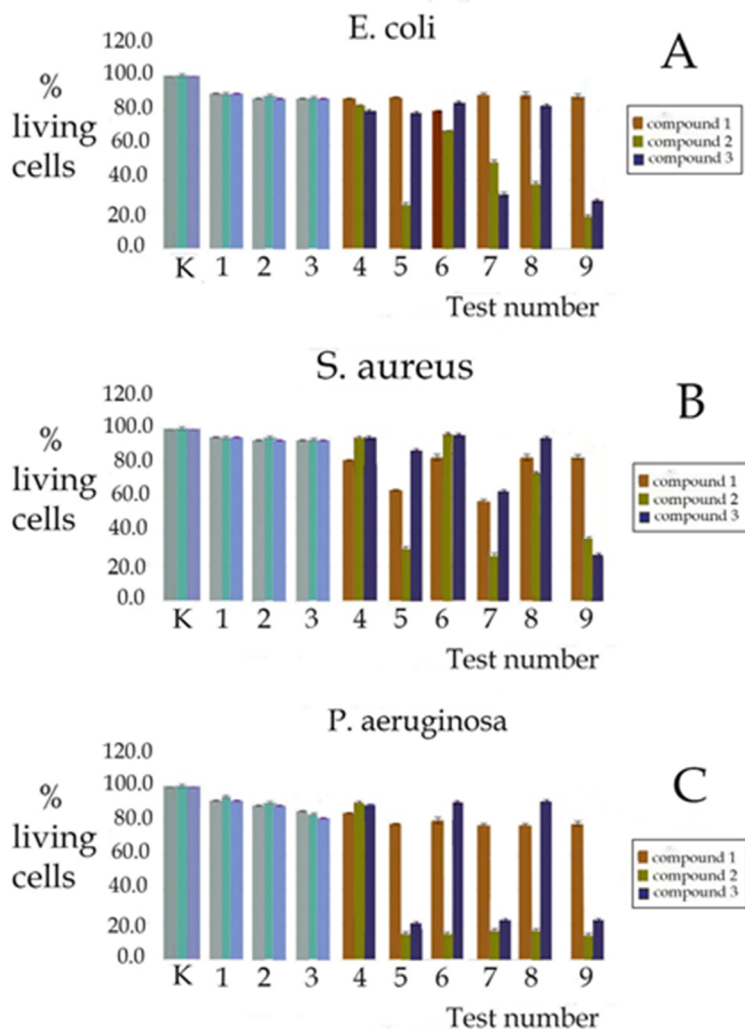 E. coli
A
%
living
cells
120.0
100.0
80.0
60.0
40.0
20.0
0.0
K 1 2 3 4 5 6 7 8 9
Test number
compound 1
compound 2
compound 3
S. aureus
B
%
living
cells
120.0
100.0
80.0
60.0
40.0
20.0
0.0
K 1 2 3 4 5 6 7 8 9
Test number
compound 1
compound 2
compound 3
P. aeruginosa
C
%
living
cells
120.0
100.0
80.0
60.0
40.0
20.0
0.0
K 1 2 3 4 5 6 7 8 9
Test number
compound 1
compound 2
compound 3